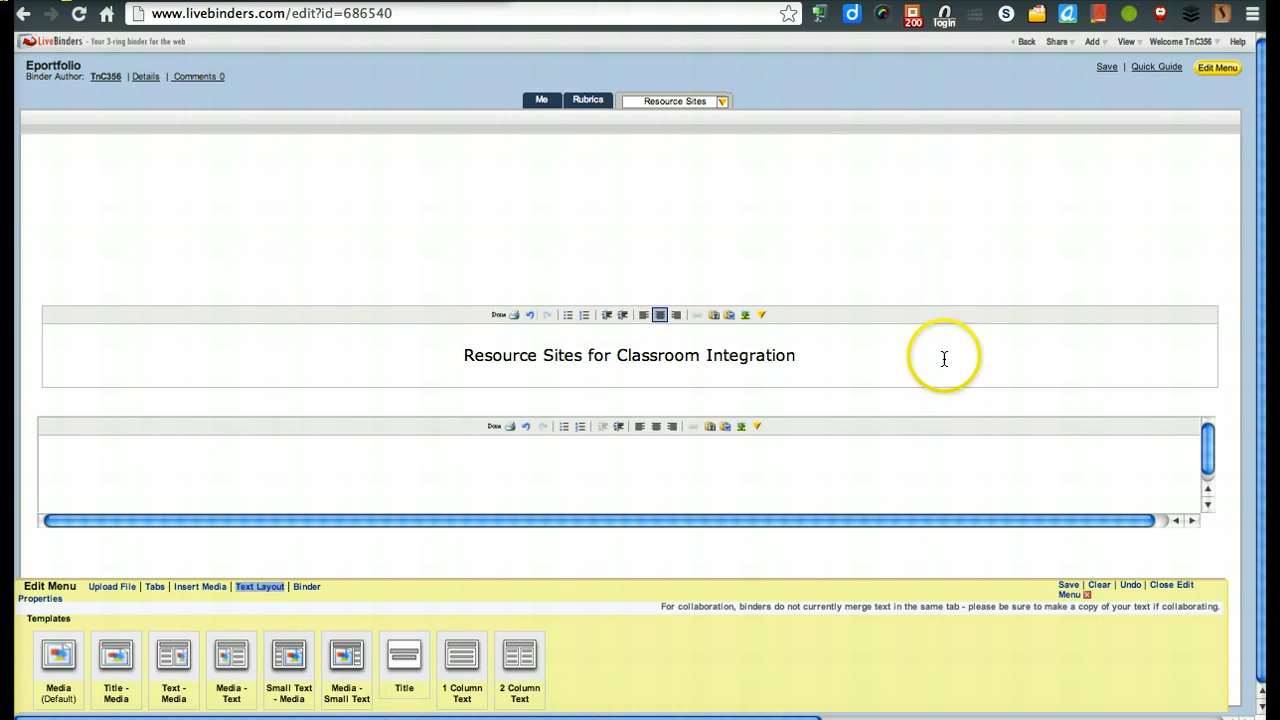 www.livebinders.com/edit?id=686540
200
login
LiveBinders - Your 3-ring binder for the web
Back Share Add View Welcome TnC356 Help
Eportfolio
Binder Author: TnC356 | Details | Comments 0
Save | Quick Guide Edit Menu
Me Rubrics Resource Sites
Done
Resource Sites for Classroom Integration
Done
Edit Menu Upload File | Tabs | Insert Media | Text Layout | Binder
Properties
Save | Clear | Undo | Close Edit
Menu
For collaboration, binders do not currently merge text in the same tab - please be sure to make a copy of your text if collaborating.
Templates
Media
(Default)
Title -
Media
Text -
Media
Media -
Text
Small Text
- Media
Media -
Small Text
Title
1 Column
Text
2 Column
Text